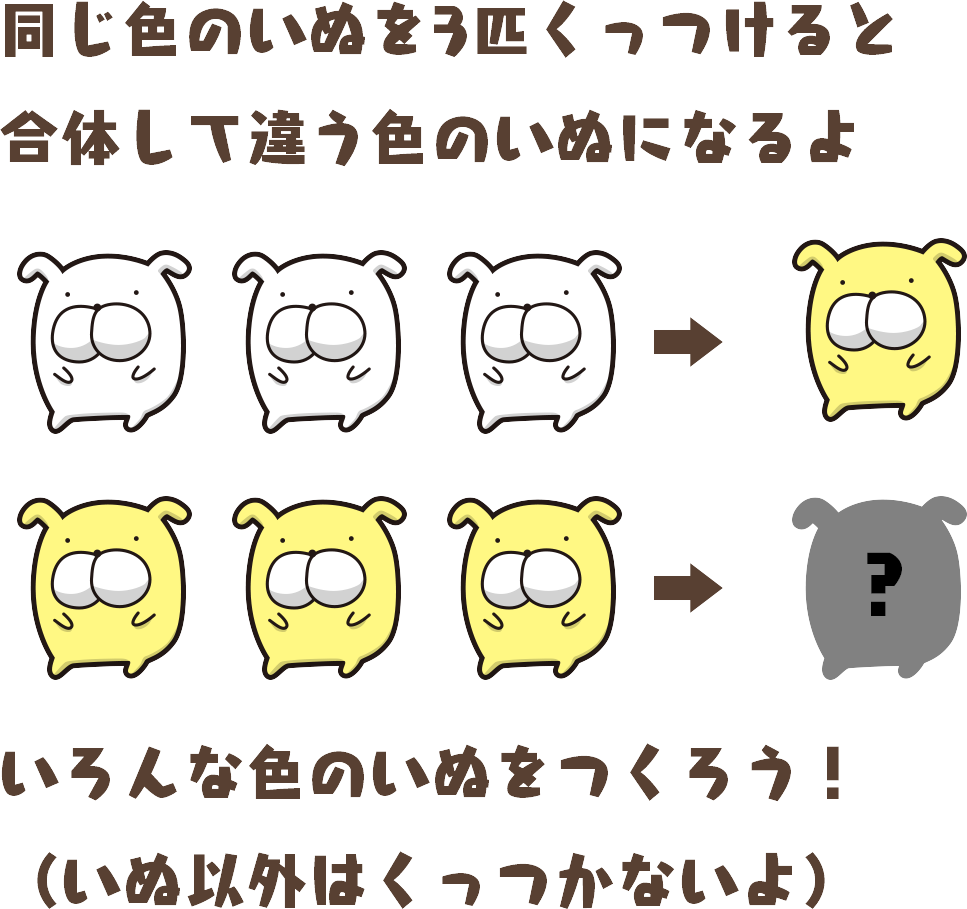 同じ色のいぬを3匹くっつけると
合体して違う色のいぬになるよ
?
いろんな色のいぬをつくろう！
（いぬ以外はくっつかないよ）